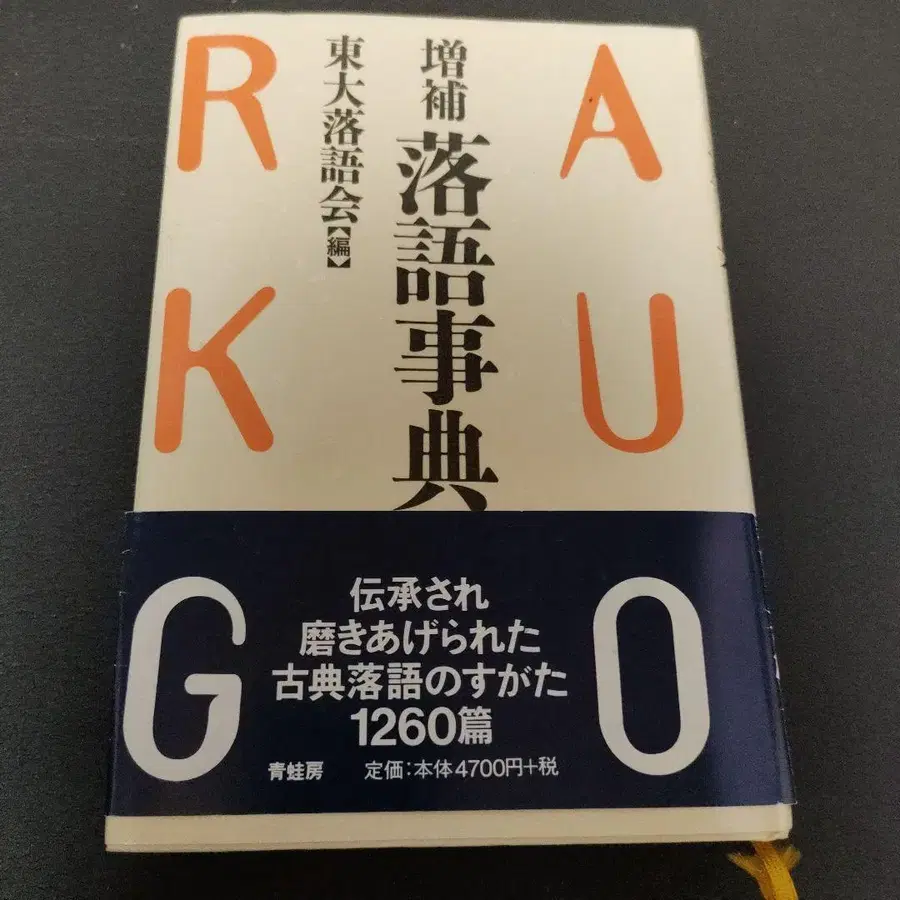 R A
K U
G O
増補 落語事典
東大落語会【編】
伝承され
磨きあげられた
古典落語のすがた
1260篇
青蛙房 定価：本体4700円+税